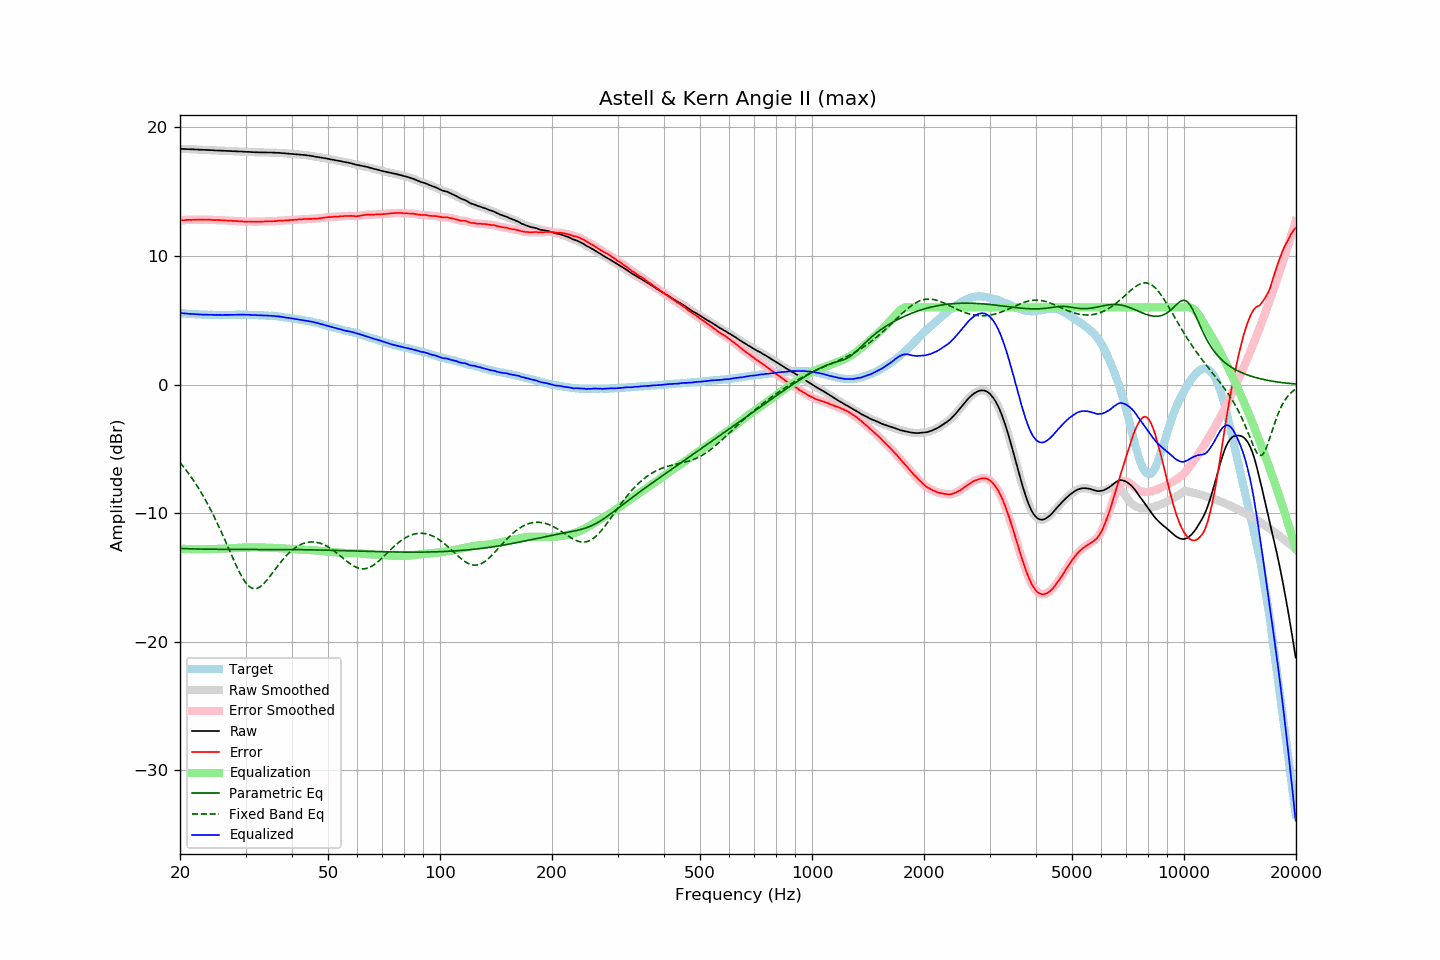 Astell & Kern Angie II (max)
20
10
0
−10
−20
−30
Amplitude (dBr)
Target
Raw Smoothed
Error Smoothed
Raw
Error
Equalization
Parametric Eq
Fixed Band Eq
Equalized
20 50 100 200 500 1000 2000 5000 10000 20000
Frequency (Hz)